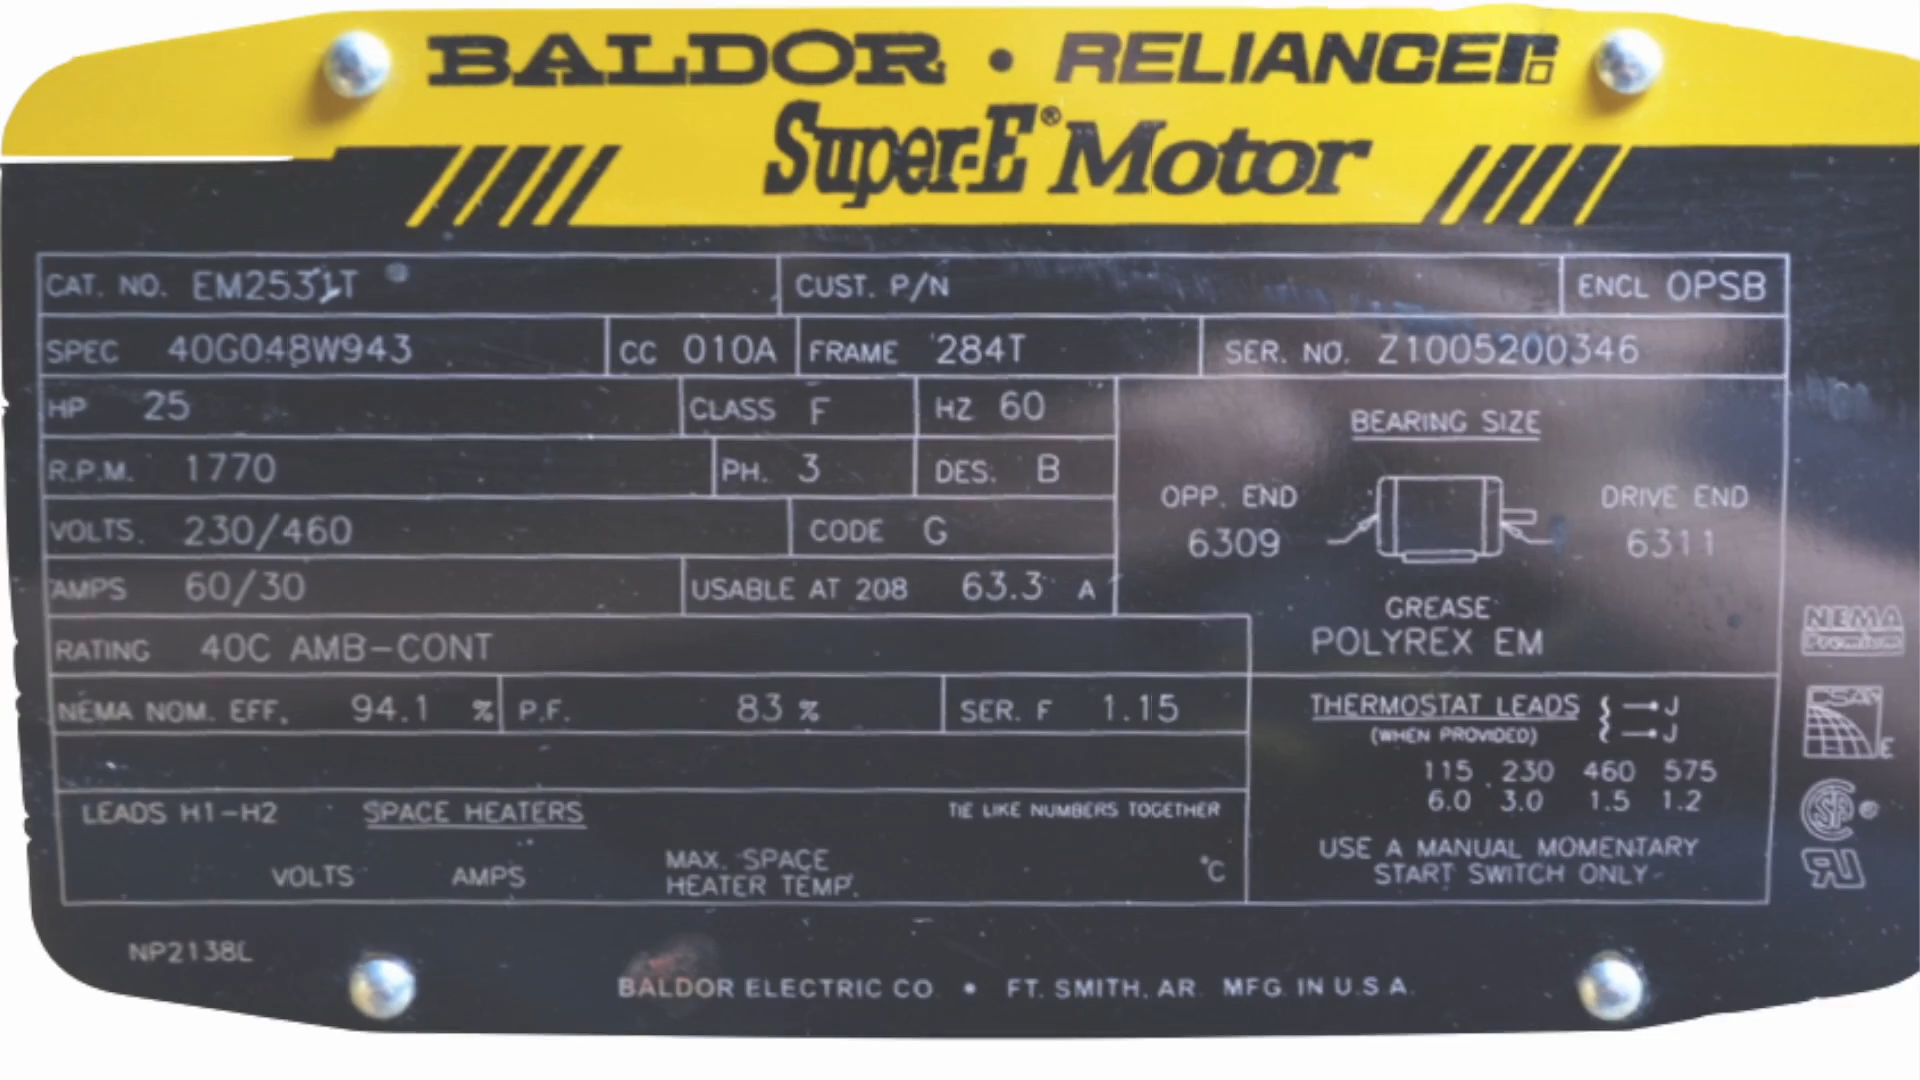 BALDOR • RELIANCER
Super-E® Motor
CAT. NO. EM2531T CUST. P/N ENCL OPSB
SPEC 40G048W943 CC 010A FRAME 284T SER. NO. Z1005200346
HP 25 CLASS F HZ 60
R.P.M. 1770 PH. 3 DES. B
VOLTS. 230/460 CODE G
AMPS 60/30 USABLE AT 208 63.3 A
RATING 40C AMB-CONT
NEMA NOM. EFF. 94.1 % P.F. 83 % SER. F 1.15
LEADS H1-H2 SPACE HEATERS TIE LIKE NUMBERS TOGETHER
VOLTS AMPS MAX. SPACE
HEATER TEMP. °C
BEARING SIZE
OPP. END DRIVE END
6309 6311
GREASE
POLYREX EM
THERMOSTAT LEADS J
(WHEN PROVIDED) J
115 230 460 575
6.0 3.0 1.5 1.2
USE A MANUAL MOMENTARY
START SWITCH ONLY
NEMA
Premium
CSA
E
NP2138L
BALDOR ELECTRIC CO. • FT. SMITH, AR. MFG. IN U.S.A.